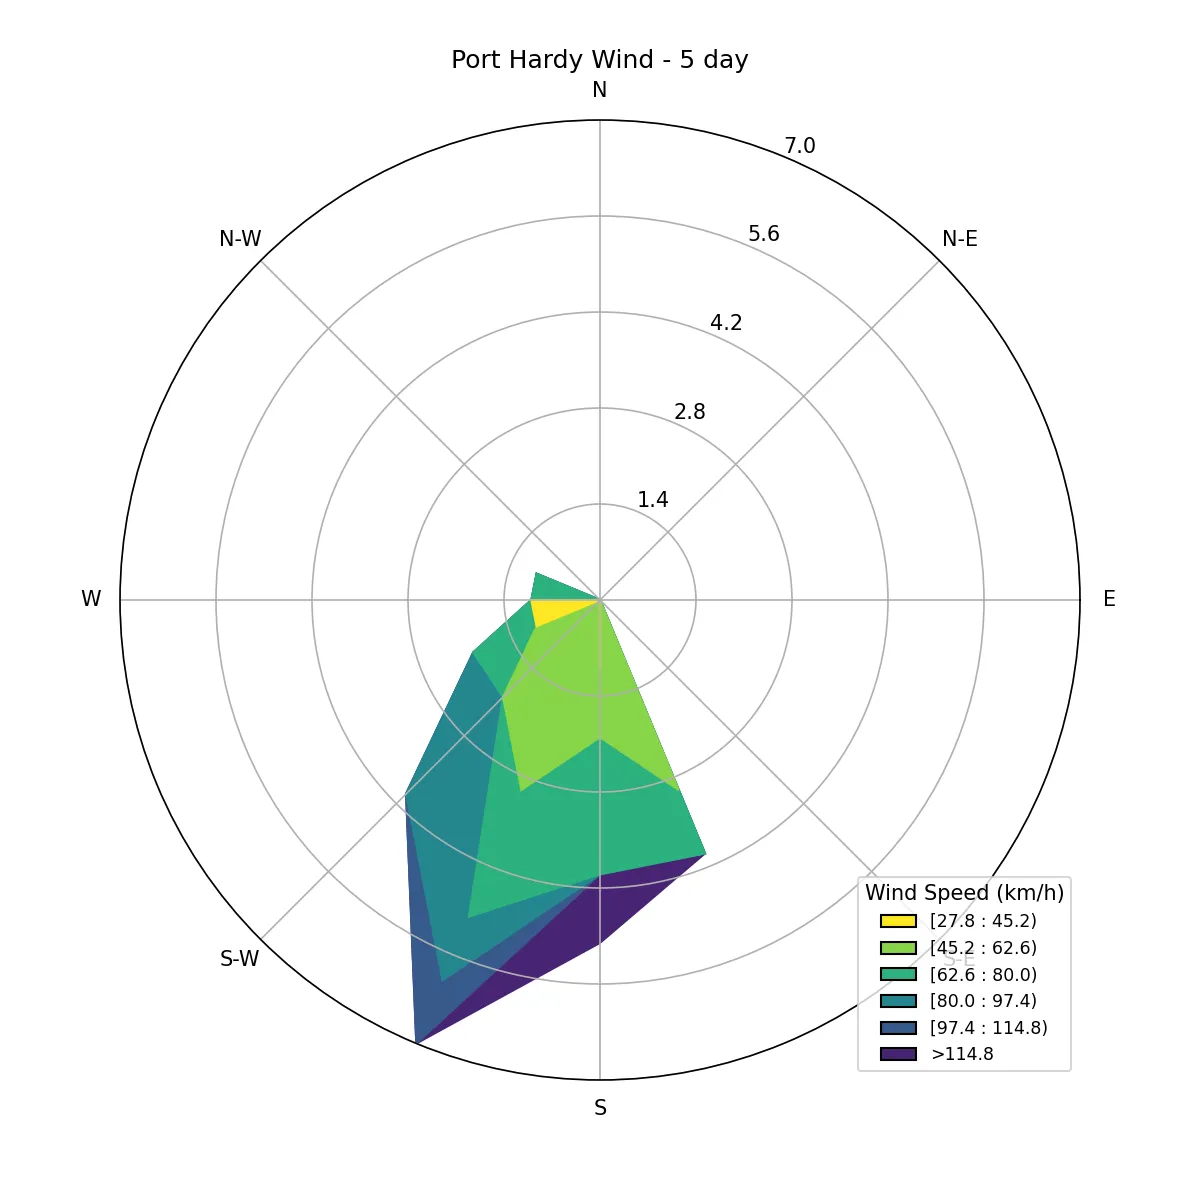 Port Hardy Wind - 5 day
N
7.0
N-W
N-E
5.6
4.2
2.8
1.4
W
E
S-W
S-E
Wind Speed (km/h)
[27.8 : 45.2)
[45.2 : 62.6)
[62.6 : 80.0)
[80.0 : 97.4)
[97.4 : 114.8)
>114.8
S